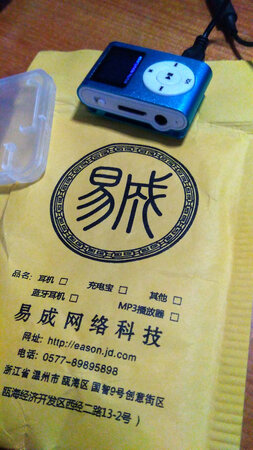 易成
品名: 耳机 □ 充电宝 □ 其他 □
蓝牙耳机 □ MP3播放器 □
易成网络科技
网址: http://eason.jd.com
电话: 0577-89895898
浙江省 温州市 瓯海区 国智9号创意街区
瓯海经济开发区西经二路13-2号 )